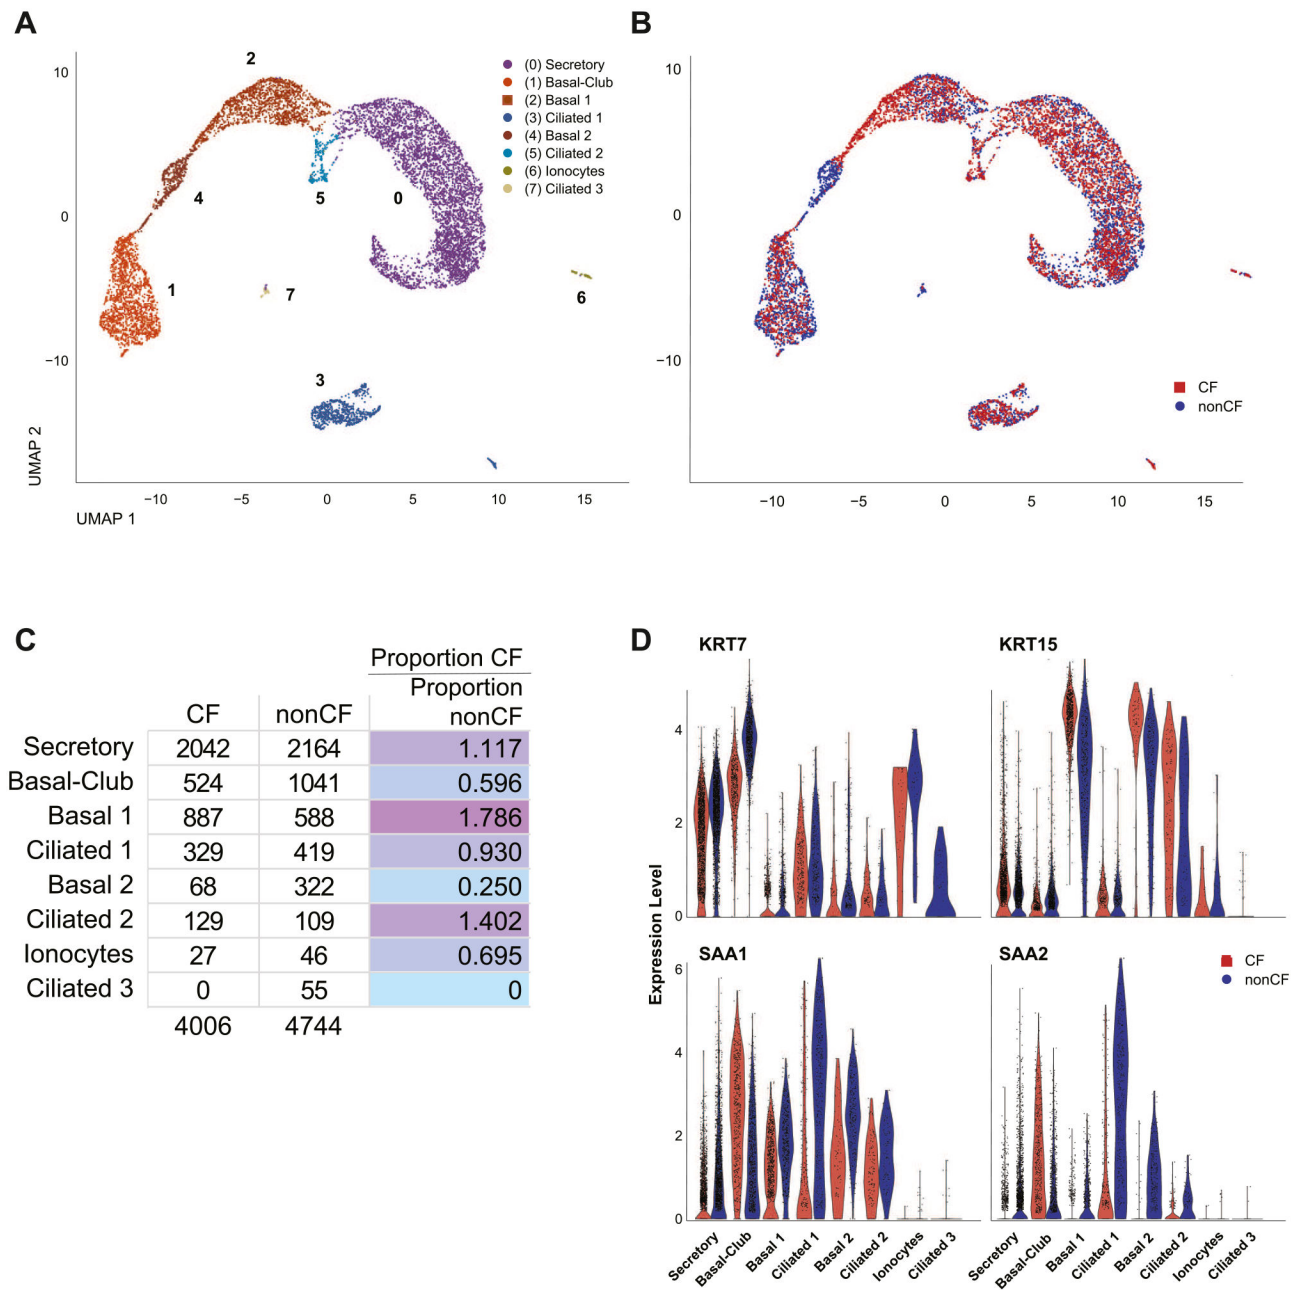 A
10
0
−10
UMAP 2
−10
−5
0
5
10
15
UMAP 1
2
4
5
0
1
7
6
3
(0) Secretory
(1) Basal-Club
(2) Basal 1
(3) Ciliated 1
(4) Basal 2
(5) Ciliated 2
(6) Ionocytes
(7) Ciliated 3
B
10
5
0
−10
−10
−5
0
5
10
15
CF
nonCF
C
Proportion CF
Proportion
nonCF
CF nonCF
Secretory 2042 2164 1.117
Basal-Club 524 1041 0.596
Basal 1 887 588 1.786
Ciliated 1 329 419 0.930
Basal 2 68 322 0.250
Ciliated 2 129 109 1.402
Ionocytes 27 46 0.695
Ciliated 3 0 55 0
4006 4744
D
KRT7
KRT15
4
2
0
Expression Level
SAA1
SAA2
6
4
2
0
CF
nonCF
Secretory
Basal-Club
Basal 1
Ciliated 1
Basal 2
Ciliated 2
Ionocytes
Ciliated 3
Secretory
Basal-Club
Basal 1
Ciliated 1
Basal 2
Ciliated 2
Ionocytes
Ciliated 3